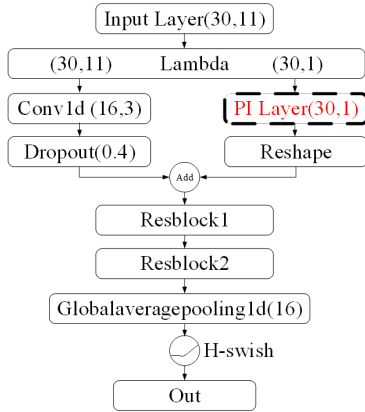 Input Layer(30,11)
(30,11) Lambda (30,1)
Conv1d (16,3) PI Layer(30,1)
Dropout(0.4) Reshape
Add
Resblock1
Resblock2
Globalaveragepooling1d(16)
H-swish
Out